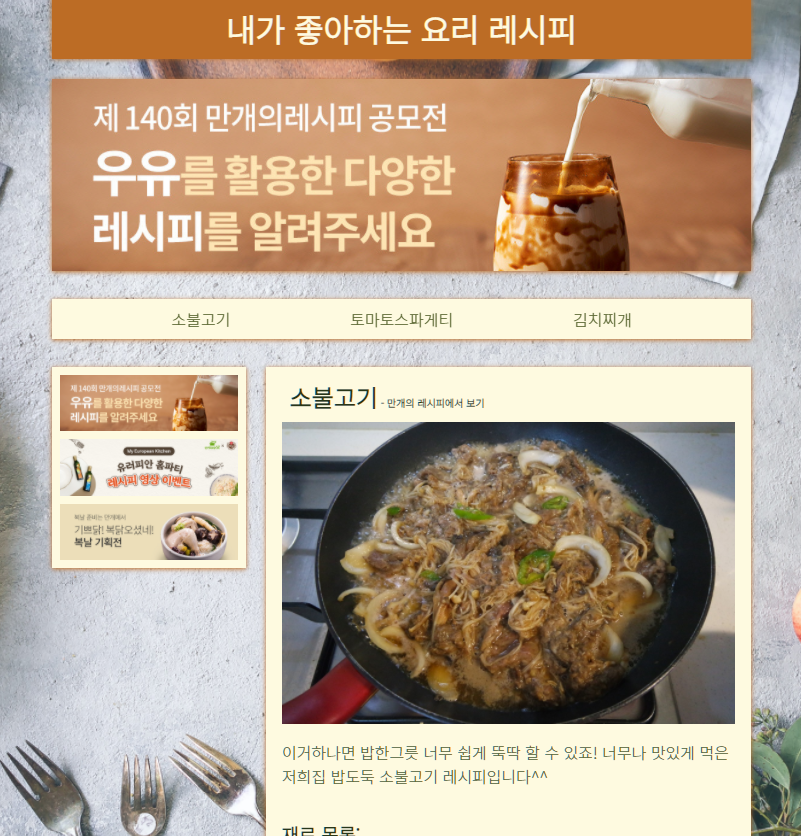 내가 좋아하는 요리 레시피
제 140회 만개의레시피 공모전
우유를 활용한 다양한
레시피를 알려주세요
소불고기 토마토스파게티 김치찌개
제 140회 만개의레시피 공모전
우유를 활용한 다양한
레시피를 알려주세요
My European Kitchen
유러피안 홈파티
레시피 영상 이벤트
복날 준비는 만개에서
기쁘닭! 복닭오셨네!
복날 기획전
소불고기 - 만개의 레시피에서 보기
이거하나면 밥한그릇 너무 쉽게 뚝딱 할 수 있죠! 너무나 맛있게 먹은
저희집 밥도둑 소불고기 레시피입니다^^
재료 목록: